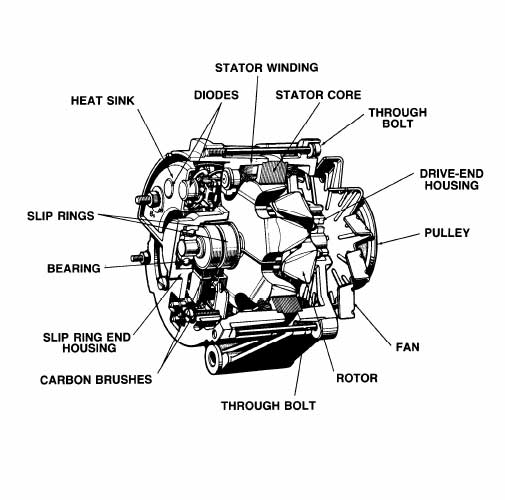 STATOR WINDING
HEAT SINK
DIODES
STATOR CORE
THROUGH
BOLT
DRIVE-END
HOUSING
SLIP RINGS
PULLEY
BEARING
SLIP RING END
HOUSING
FAN
CARBON BRUSHES
ROTOR
THROUGH BOLT